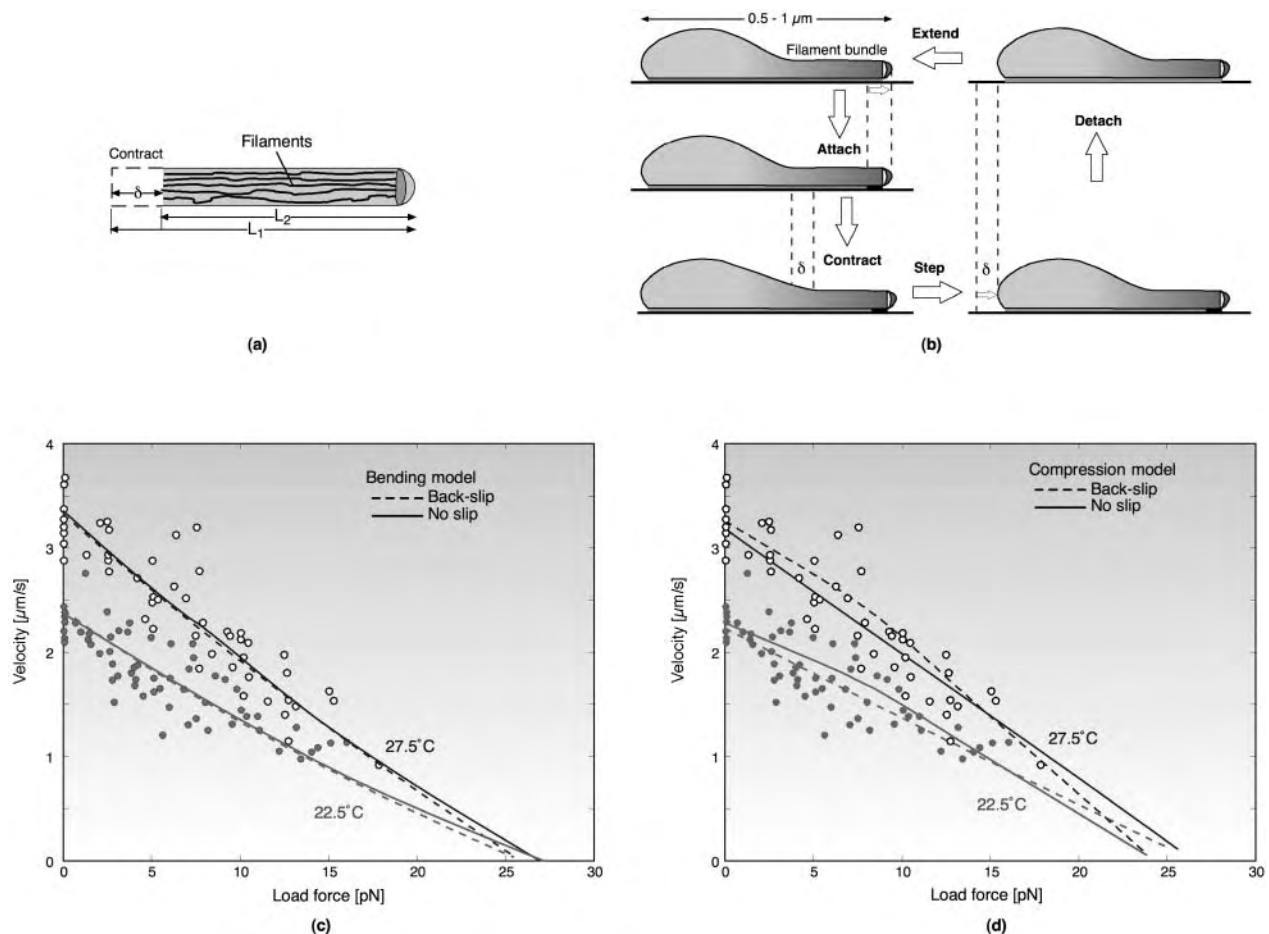 Contract
Filaments
δ
L2
L1
(a)
0.5 - 1 µm
Filament bundle
Extend
Attach
Detach
δ
Contract
Step
δ
(b)
4
3
2
1
0
Velocity [µm/s]
Bending model
Back-slip
No slip
27.5˚C
22.5˚C
0 5 10 15 20 25 30
Load force [pN]
(c)
4
3
2
1
0
Velocity [µm/s]
Compression model
Back-slip
No slip
27.5˚C
22.5˚C
0 5 10 15 20 25 30
Load force [pN]
(d)